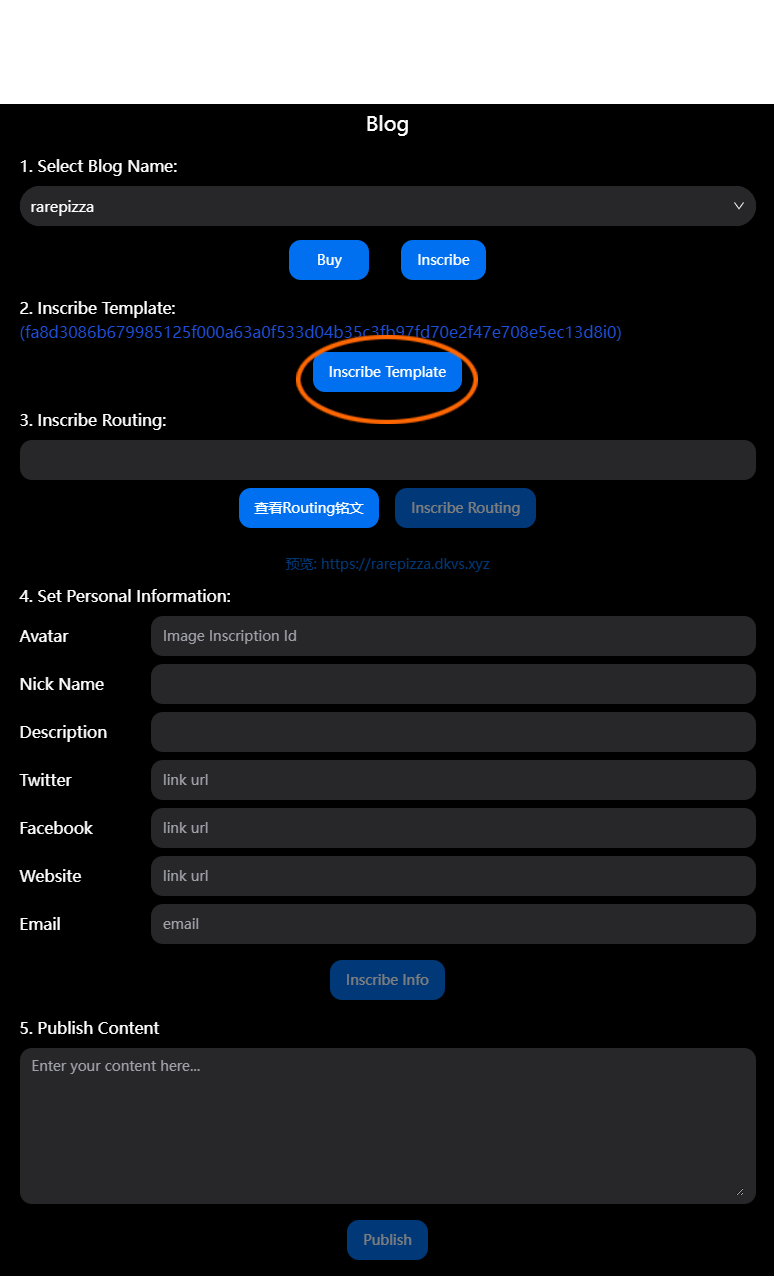 Blog
1. Select Blog Name:
rarepizza
Buy Inscribe
2. Inscribe Template:
(fa8d3086b679985125f000a63a0f533d04b35c3fb97fd70e2f47e708e5ec13d8i0)
Inscribe Template
3. Inscribe Routing:
查看Routing铭文 Inscribe Routing
预览: https://rarepizza.dkvs.xyz
4. Set Personal Information:
Avatar Image Inscription Id
Nick Name
Description
Twitter link url
Facebook link url
Website link url
Email email
Inscribe Info
5. Publish Content
Enter your content here...
Publish